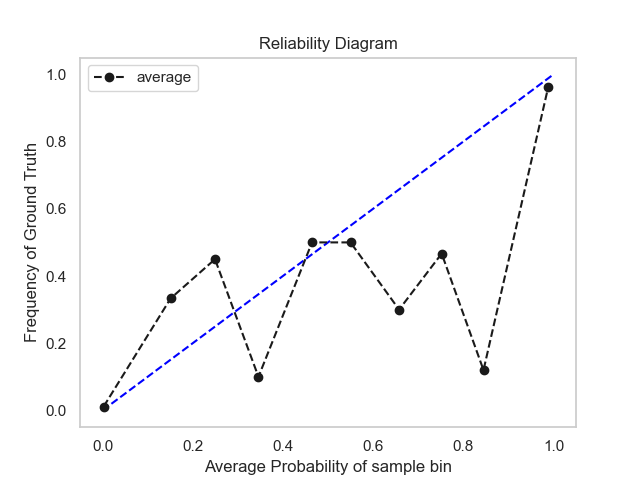 Reliability Diagram
average
Frequency of Ground Truth
1.0
0.8
0.6
0.4
0.2
0.0
0.0 0.2 0.4 0.6 0.8 1.0
Average Probability of sample bin